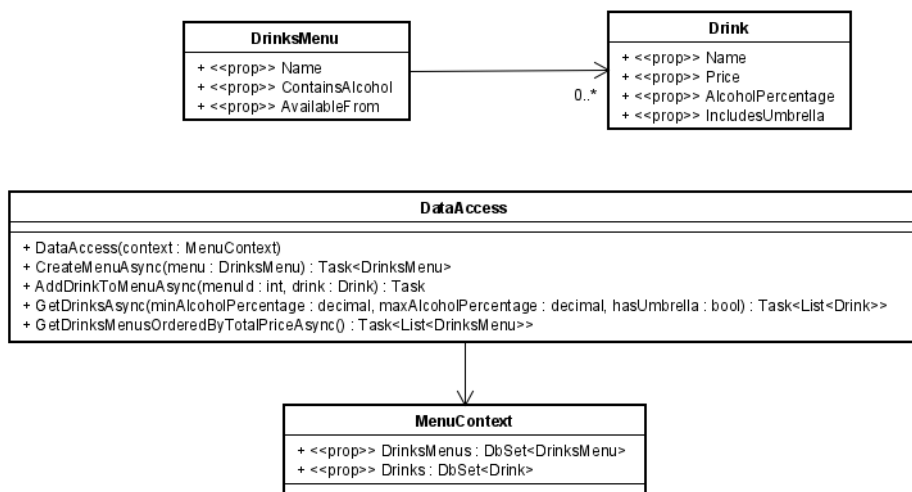 DrinksMenu
+ <<prop>> Name
+ <<prop>> ContainsAlcohol
+ <<prop>> AvailableFrom
0..*
Drink
+ <<prop>> Name
+ <<prop>> Price
+ <<prop>> AlcoholPercentage
+ <<prop>> IncludesUmbrella
DataAccess
+ DataAccess(context : MenuContext)
+ CreateMenuAsync(menu : DrinksMenu) : Task<DrinksMenu>
+ AddDrinkToMenuAsync(menuId : int, drink : Drink) : Task
+ GetDrinksAsync(minAlcoholPercentage : decimal, maxAlcoholPercentage : decimal, hasUmbrella : bool) : Task<List<Drink>>
+ GetDrinksMenusOrderedByTotalPriceAsync() : Task<List<DrinksMenu>>
MenuContext
+ <<prop>> DrinksMenus : DbSet<DrinksMenu>
+ <<prop>> Drinks : DbSet<Drink>